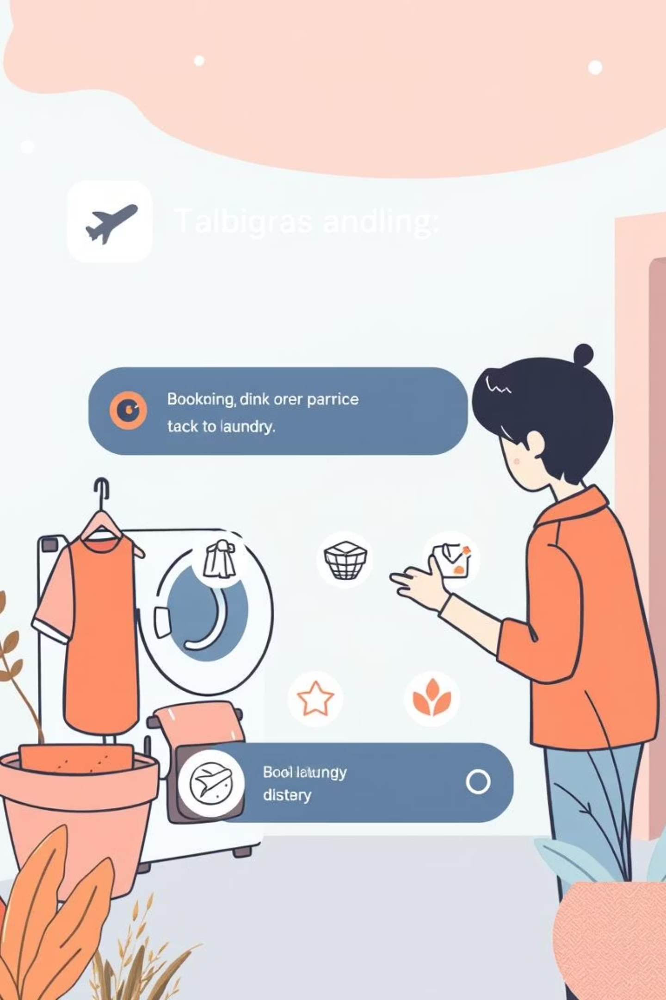 Talbigras andling:
Bookning, dink orer parrice
tack to laundry.
Bool latungy
distery